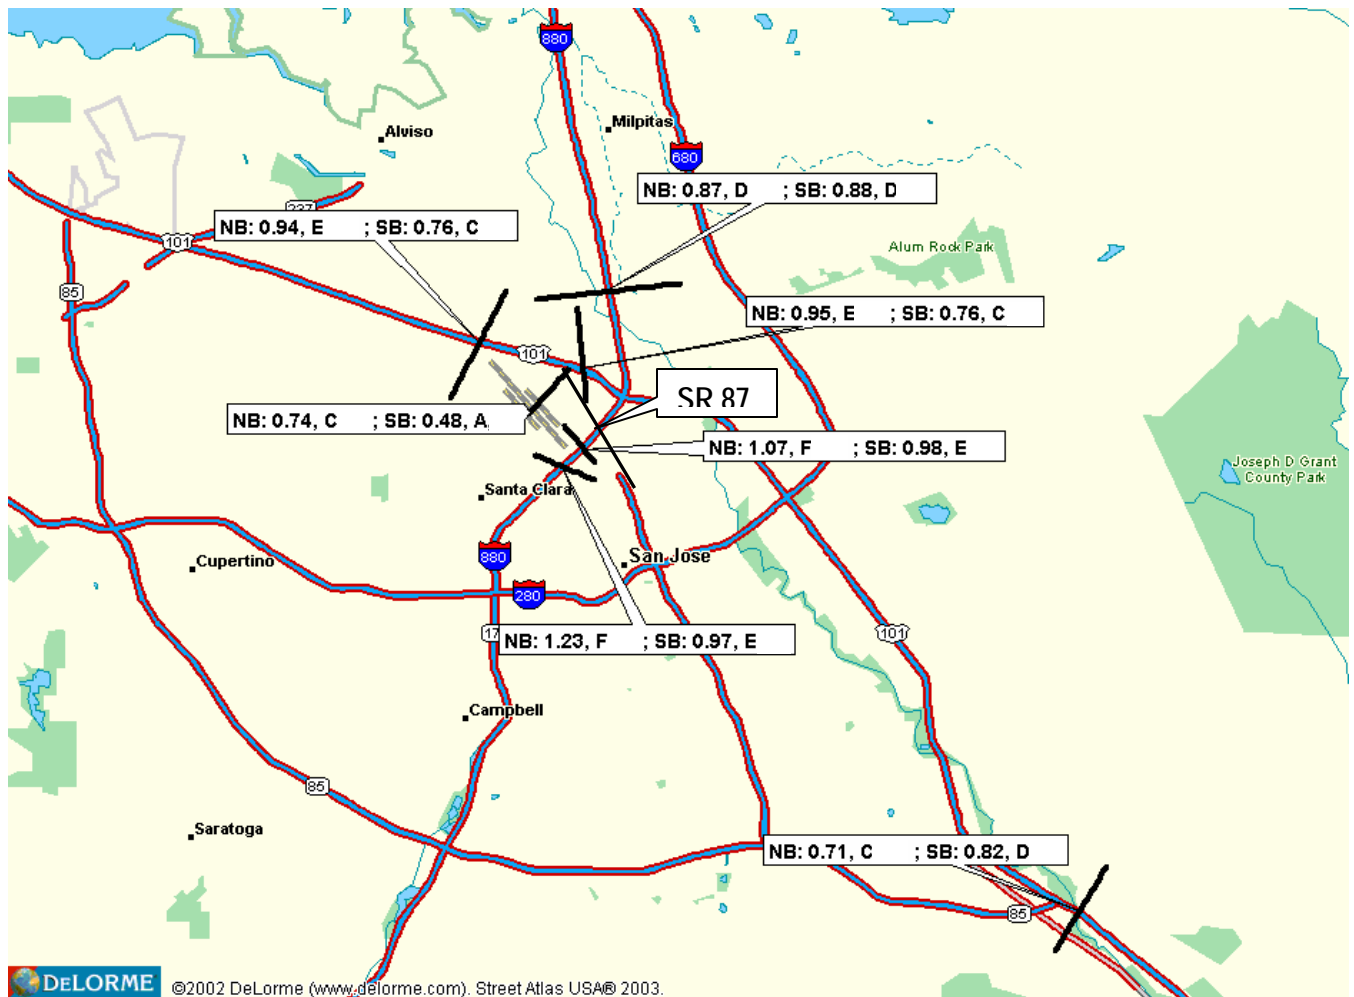 880
Milpitas
Alviso
680
NB: 0.87, D ; SB: 0.88, D
237
NB: 0.94, E ; SB: 0.76, C
101
Alum Rock Park
85
NB: 0.95, E ; SB: 0.76, C
101
SR 87
NB: 0.74, C ; SB: 0.48, A
NB: 1.07, F ; SB: 0.98, E
Joseph D Grant
County Park
Santa Clara
880
San Jose
Cupertino
280
17
NB: 1.23, F ; SB: 0.97, E
101
Campbell
85
Saratoga
NB: 0.71, C ; SB: 0.82, D
85
DELORME
©2002 DeLorme (www.delorme.com). Street Atlas USA® 2003.